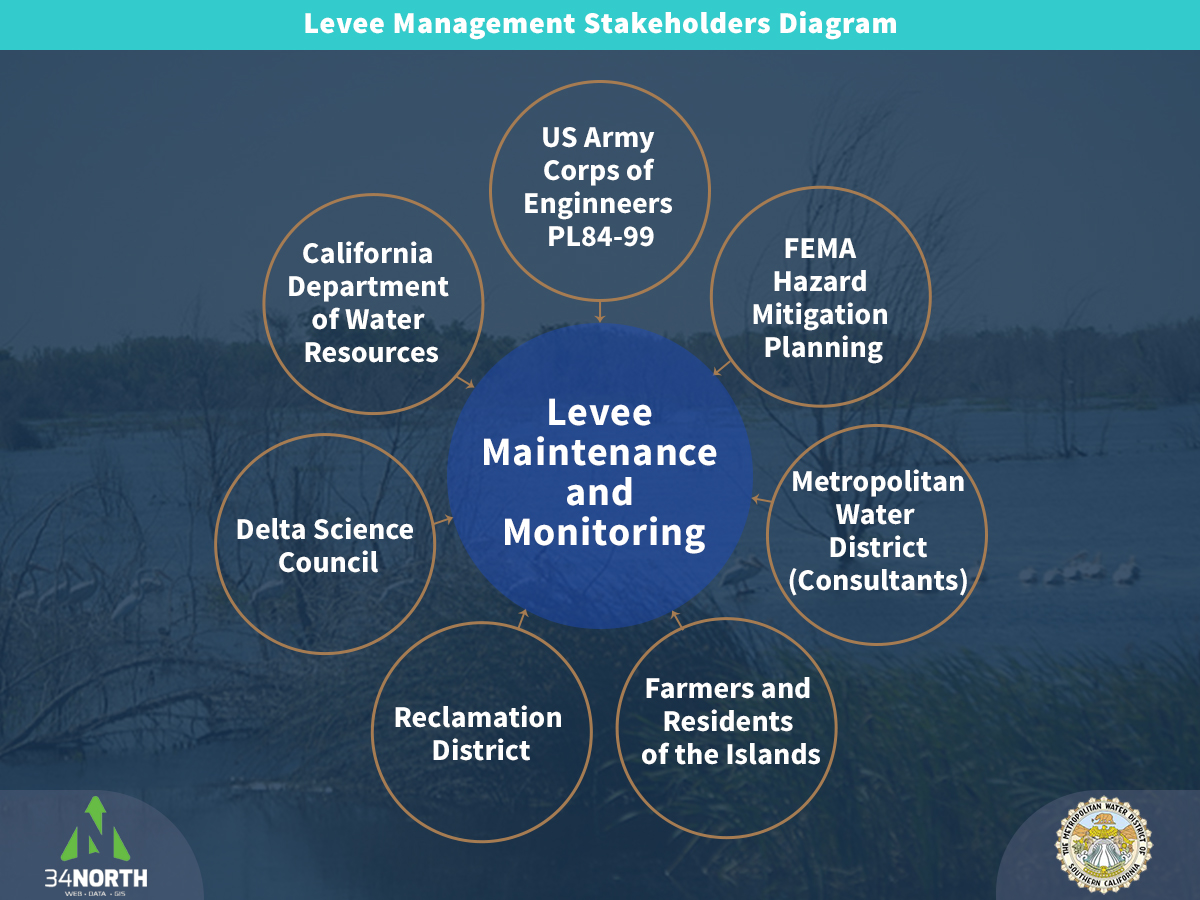 Levee Management Stakeholders Diagram
US Army
Corps of
Enginneers
PL84-99
California
Department
of Water
Resources
FEMA
Hazard
Mitigation
Planning
Levee
Maintenance
and
Monitoring
Metropolitan
Water
District
(Consultants)
Delta Science
Council
Reclamation
District
Farmers and
Residents
of the Islands
34NORTH
WEB • DATA • GIS
THE METROPOLITAN WATER DISTRICT OF
SOUTHERN CALIFORNIA